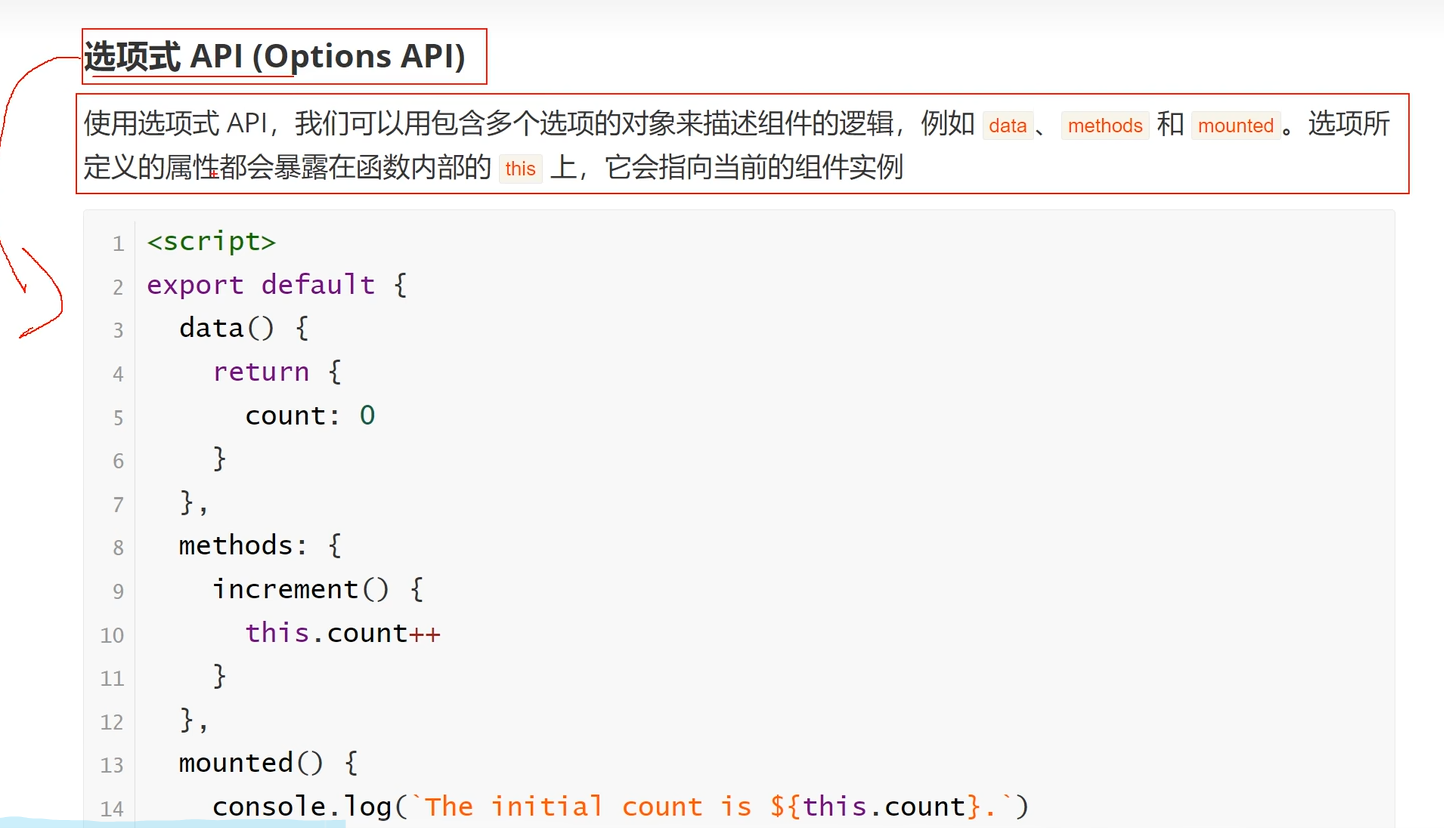 选项式 API (Options API)
使用选项式 API，我们可以用包含多个选项的对象来描述组件的逻辑，例如 data 、 methods 和 mounted 。选项所
定义的属性都会暴露在函数内部的 this 上，它会指向当前的组件实例
1 <script>
2 export default {
3   data() {
4     return {
5       count: 0
6     }
7   },
8   methods: {
9     increment() {
10       this.count++
11     }
12   },
13   mounted() {
14     console.log(`The initial count is ${this.count}.`)